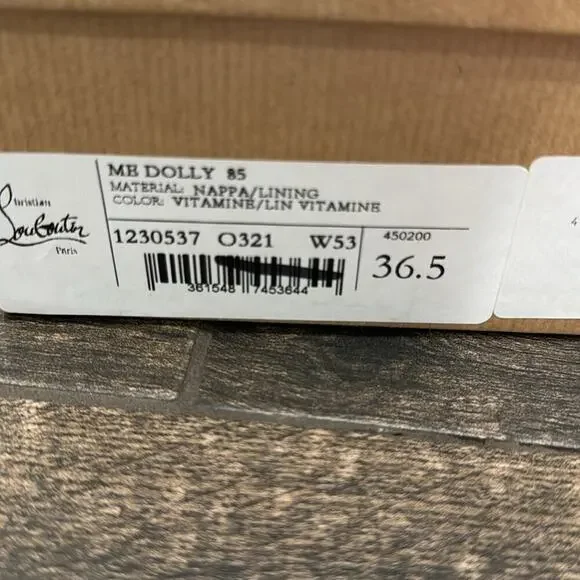 Christian
Louboutin
Paris
ME DOLLY 85
MATERIAL: NAPPA/LINING
COLOR: VITAMINE/LIN VITAMINE
1230537 O321 W53
450200
36.5
361548 7453644
4